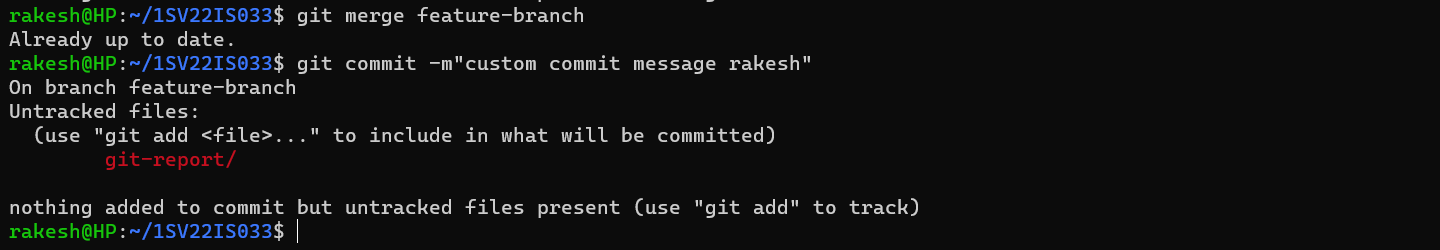 rakesh@HP:~/1SV22IS033$ git merge feature-branch
Already up to date.
rakesh@HP:~/1SV22IS033$ git commit -m"custom commit message rakesh"
On branch feature-branch
Untracked files:
  (use "git add <file>..." to include in what will be committed)
        git-report/

nothing added to commit but untracked files present (use "git add" to track)
rakesh@HP:~/1SV22IS033$